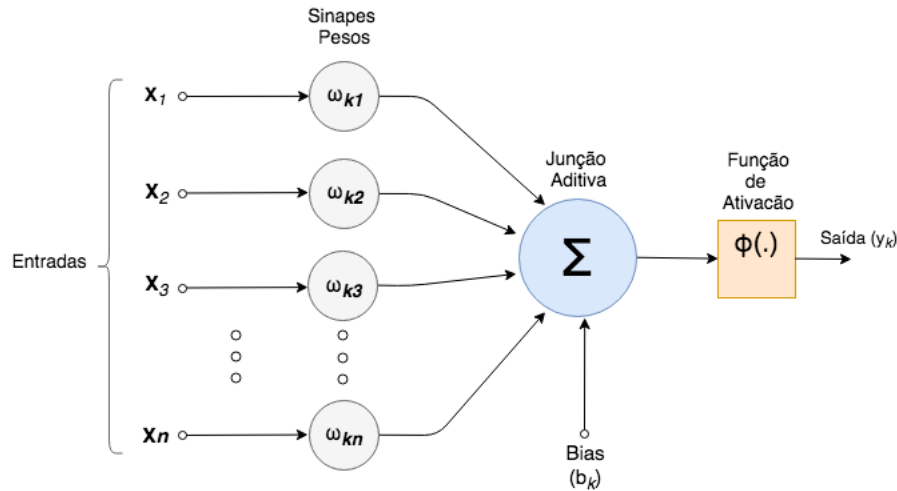 Sinapes
Pesos
Entradas
X1
ωk1
X2
ωk2
X3
ωk3
Xn
ωkn
Junção
Aditiva
Σ
Bias
(bk)
Função
de
Ativacão
ϕ(.)
Saída (yk)